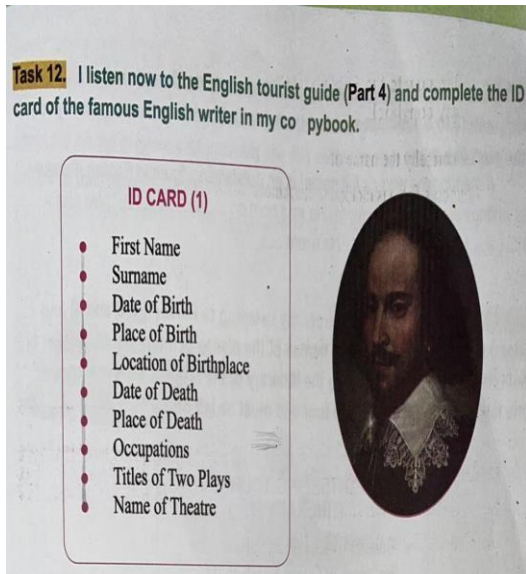 Task 12. I listen now to the English tourist guide (Part 4) and complete the ID
card of the famous English writer in my co pybook.
ID CARD (1)
First Name
Surname
Date of Birth
Place of Birth
Location of Birthplace
Date of Death
Place of Death
Occupations
Titles of Two Plays
Name of Theatre